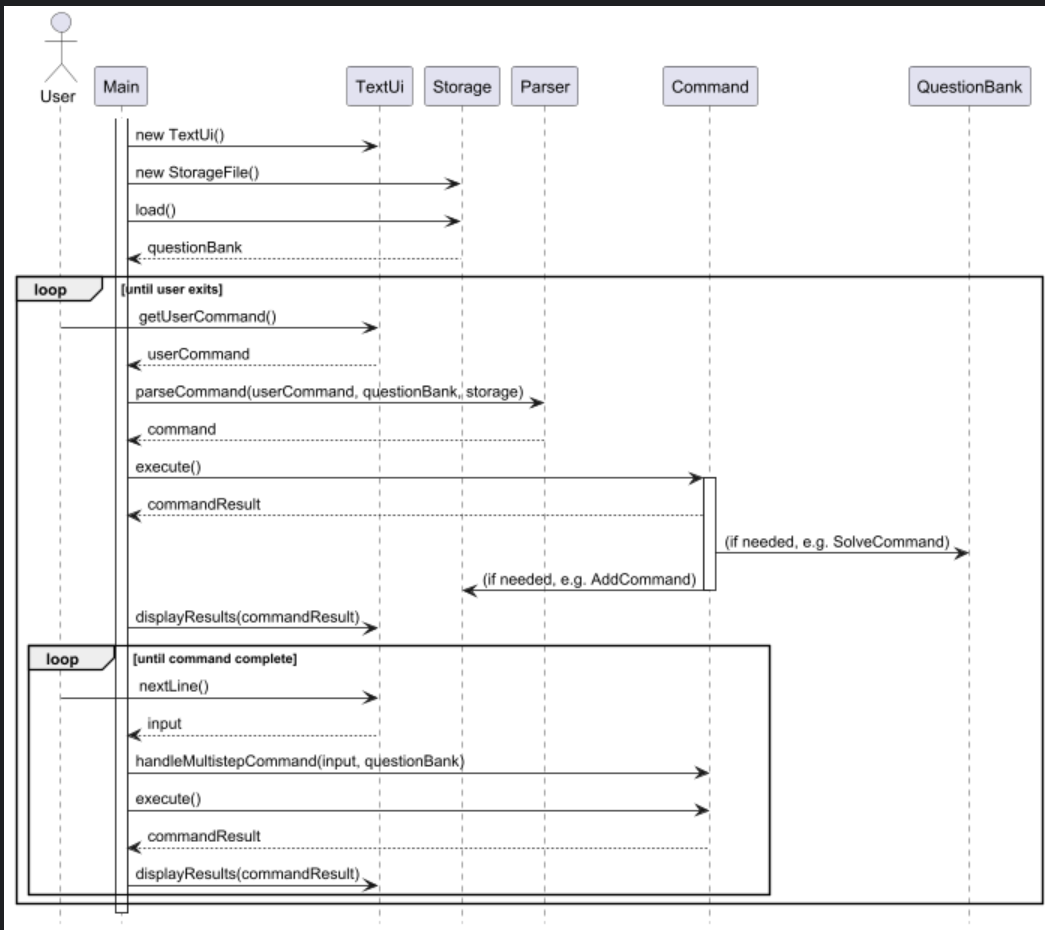 User
Main
TextUi
Storage
Parser
Command
QuestionBank
new TextUi()
new StorageFile()
load()
questionBank
loop
[until user exits]
getUserCommand()
userCommand
parseCommand(userCommand, questionBank, storage)
command
execute()
commandResult
(if needed, e.g. SolveCommand)
(if needed, e.g. AddCommand)
displayResults(commandResult)
loop
[until command complete]
nextLine()
input
handleMultistepCommand(input, questionBank)
execute()
commandResult
displayResults(commandResult)